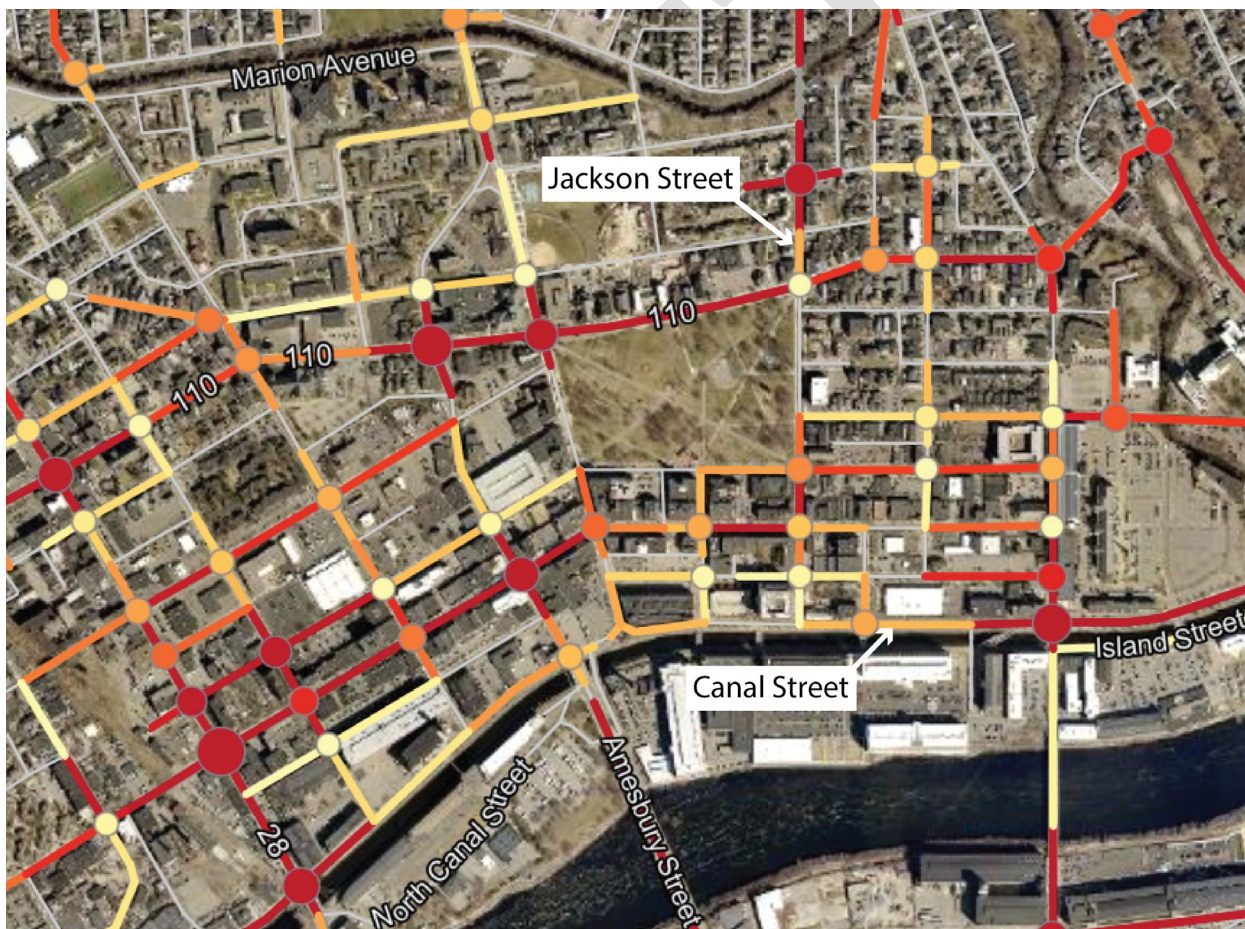 Marion Avenue
Jackson Street
110
110
110
Canal Street
Island Street
28
North Canal Street
Amesbury Street